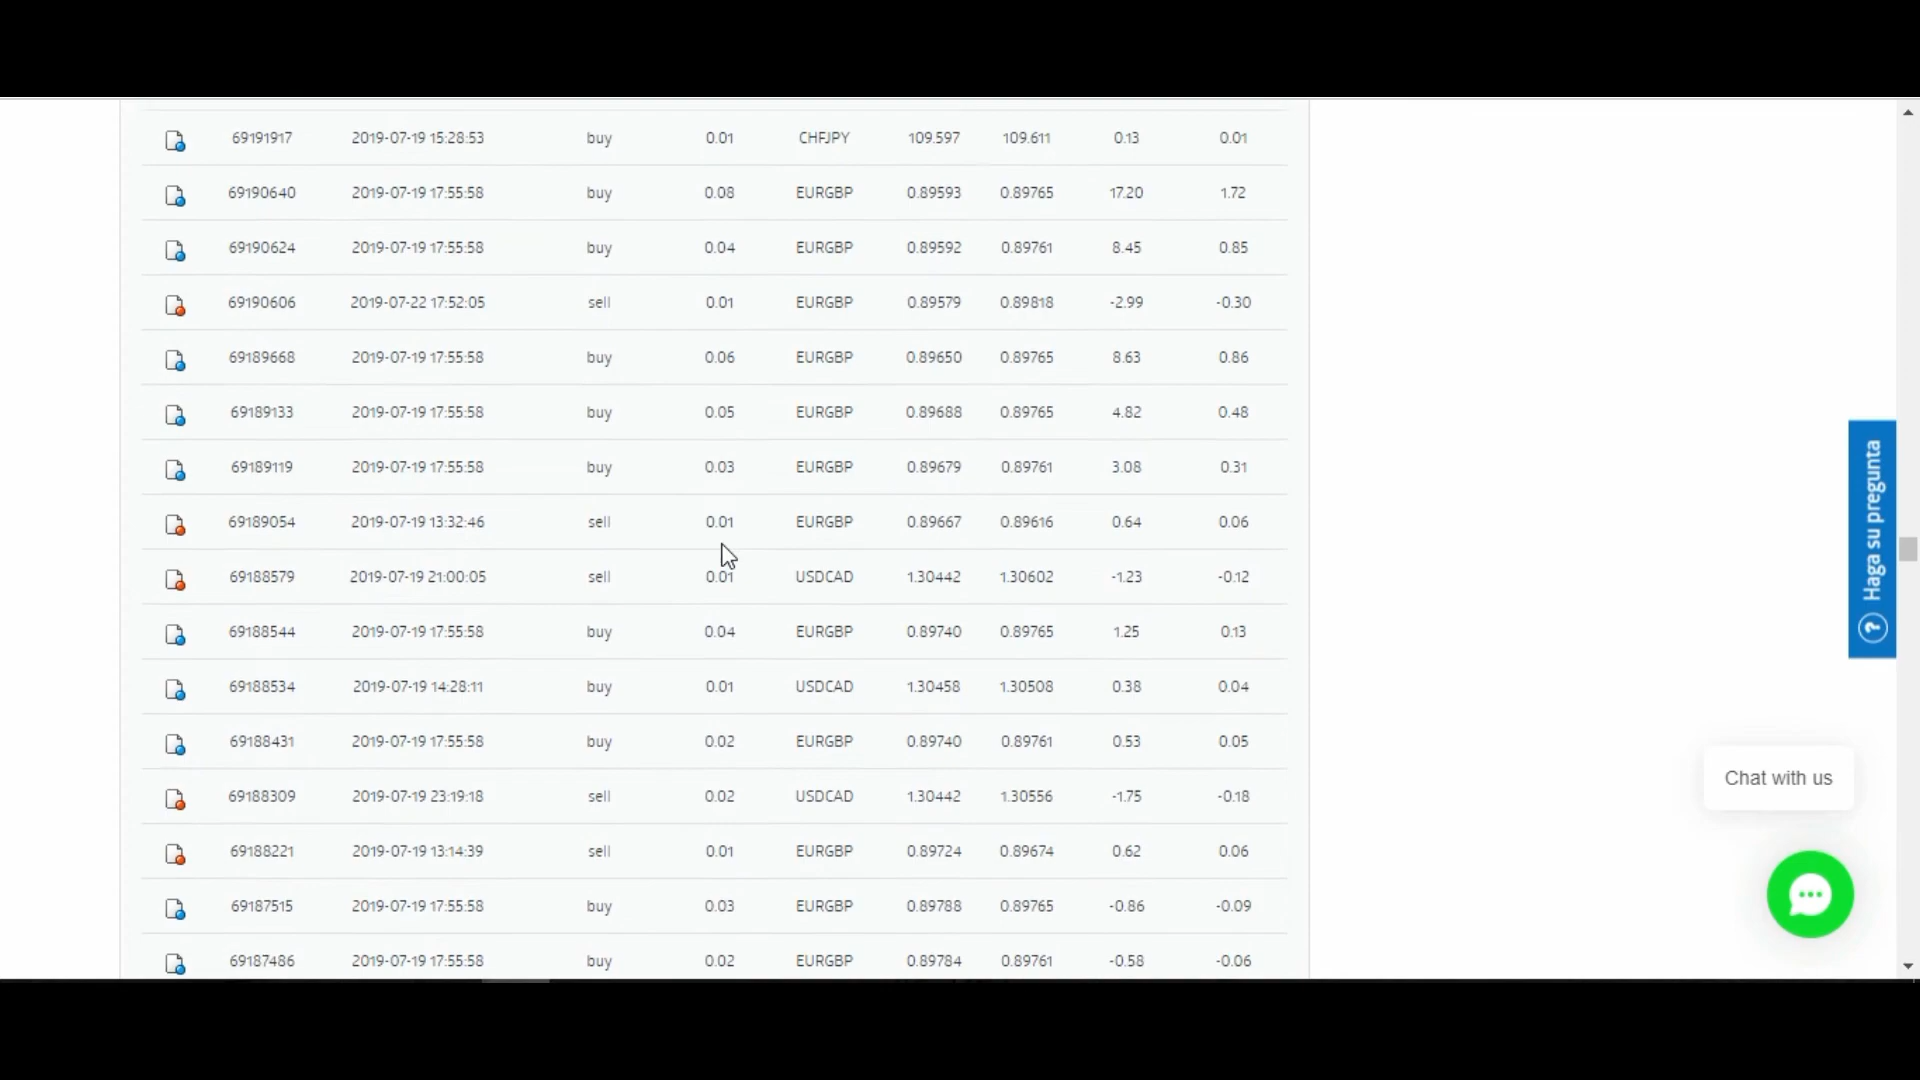 69191917 2019-07-19 15:28:53 buy 0.01 CHFJPY 109.597 109.611 0.13 0.01
69190640 2019-07-19 17:55:58 buy 0.08 EURGBP 0.89593 0.89765 17.20 1.72
69190624 2019-07-19 17:55:58 buy 0.04 EURGBP 0.89592 0.89761 8.45 0.85
69190606 2019-07-22 17:52:05 sell 0.01 EURGBP 0.89579 0.89818 -2.99 -0.30
69189668 2019-07-19 17:55:58 buy 0.06 EURGBP 0.89650 0.89765 8.63 0.86
69189133 2019-07-19 17:55:58 buy 0.05 EURGBP 0.89688 0.89765 4.82 0.48
69189119 2019-07-19 17:55:58 buy 0.03 EURGBP 0.89679 0.89761 3.08 0.31
69189054 2019-07-19 13:32:46 sell 0.01 EURGBP 0.89667 0.89616 0.64 0.06
69188579 2019-07-19 21:00:05 sell 0.01 USDCAD 1.30442 1.30602 -1.23 -0.12
69188544 2019-07-19 17:55:58 buy 0.04 EURGBP 0.89740 0.89765 1.25 0.13
69188534 2019-07-19 14:28:11 buy 0.01 USDCAD 1.30458 1.30508 0.38 0.04
69188431 2019-07-19 17:55:58 buy 0.02 EURGBP 0.89740 0.89761 0.53 0.05
69188309 2019-07-19 23:19:18 sell 0.02 USDCAD 1.30442 1.30556 -1.75 -0.18
69188221 2019-07-19 13:14:39 sell 0.01 EURGBP 0.89724 0.89674 0.62 0.06
69187515 2019-07-19 17:55:58 buy 0.03 EURGBP 0.89788 0.89765 -0.86 -0.09
69187486 2019-07-19 17:55:58 buy 0.02 EURGBP 0.89784 0.89761 -0.58 -0.06
? Haga su pregunta
Chat with us